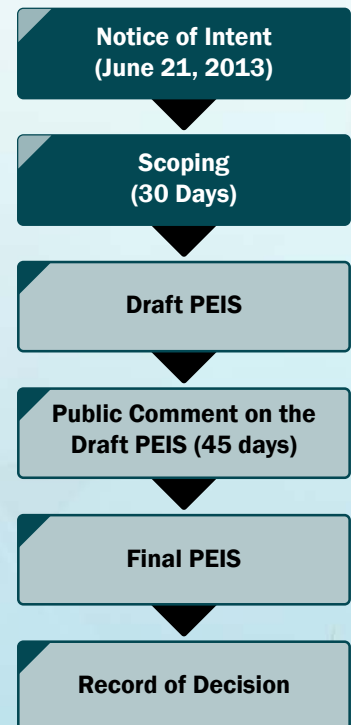 Notice of Intent
(June 21, 2013)
Scoping
(30 Days)
Draft PEIS
Public Comment on the
Draft PEIS (45 days)
Final PEIS
Record of Decision